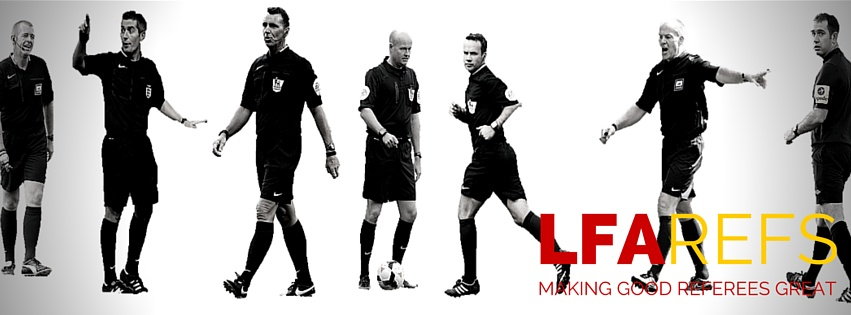 LFAREFS
MAKING GOOD REFEREES GREAT